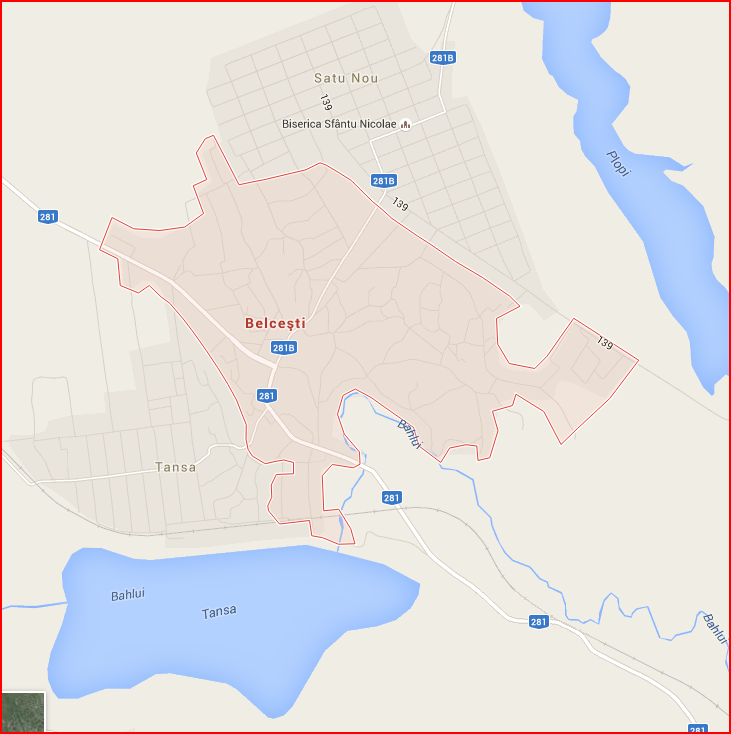 281B
Satu Nou
139
Biserica Sfântu Nicolae
Plopi
281B
139
281
Belcești
281B
139
281
Bahlui
Tansa
281
Bahlui
Tansa
281
Bahlui
281